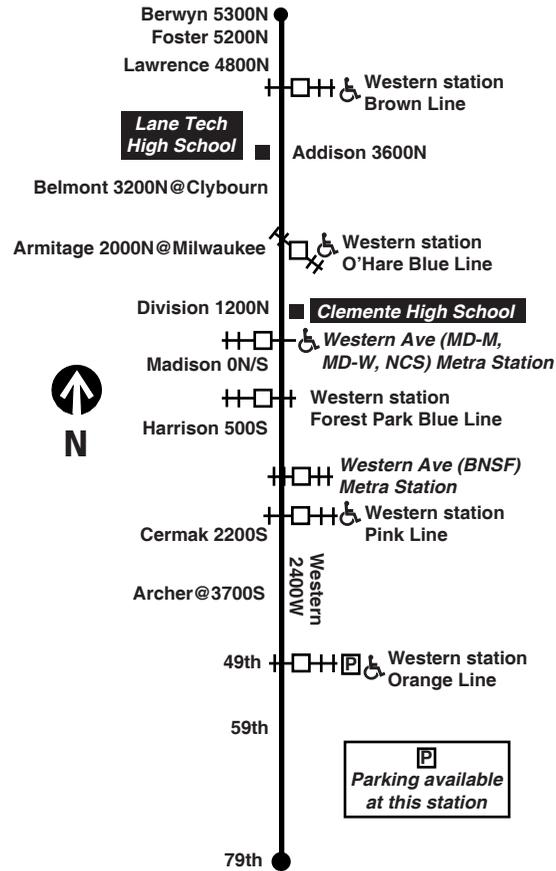 Berwyn 5300N
Foster 5200N
Lawrence 4800N
Western station
Brown Line
Lane Tech
High School
Addison 3600N
Belmont 3200N@Clybourn
Armitage 2000N@Milwaukee
Western station
O'Hare Blue Line
Division 1200N
Clemente High School
Western Ave (MD-M,
MD-W, NCS) Metra Station
Madison 0N/S
Western station
Forest Park Blue Line
Harrison 500S
N
Western Ave (BNSF)
Metra Station
Western station
Pink Line
Cermak 2200S
Western
2400W
Archer@3700S
49th
P
Western station
Orange Line
59th
P
Parking available
at this station
79th